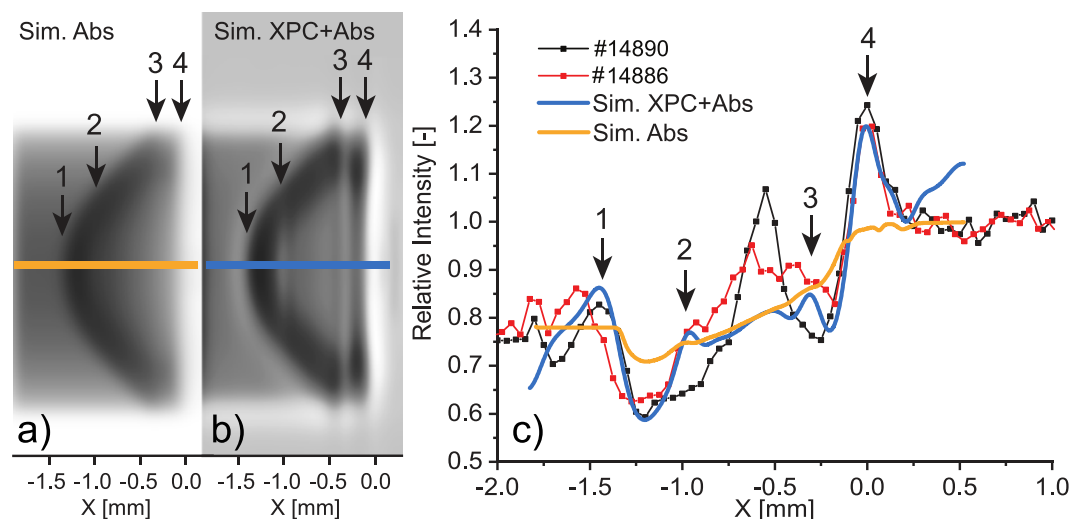 Sim. Abs
3 4
2
1
a)
-1.5 -1.0 -0.5 0.0
X [mm]
Sim. XPC+Abs
3 4
2
1
b)
-1.5 -1.0 -0.5 0.0
X [mm]
1.4
1.3
1.2
1.1
1.0
0.9
0.8
0.7
0.6
0.5
Relative Intensity [-]
#14890
#14886
Sim. XPC+Abs
Sim. Abs
4
1
2
3
c)
-2.0 -1.5 -1.0 -0.5 0.0 0.5 1.0
X [mm]